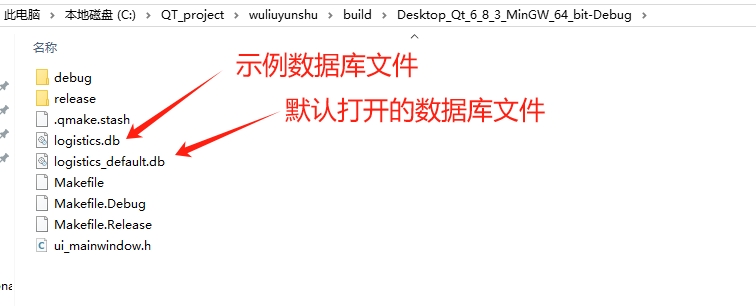 此电脑 > 本地磁盘 (C:) > QT_project > wuliuyunshu > build > Desktop_Qt_6_8_3_MinGW_64_bit-Debug >
名称
示例数据库文件
debug
默认打开的数据库文件
release
.qmake.stash
logistics.db
logistics_default.db
Makefile
Makefile.Debug
Makefile.Release
ui_mainwindow.h
ena